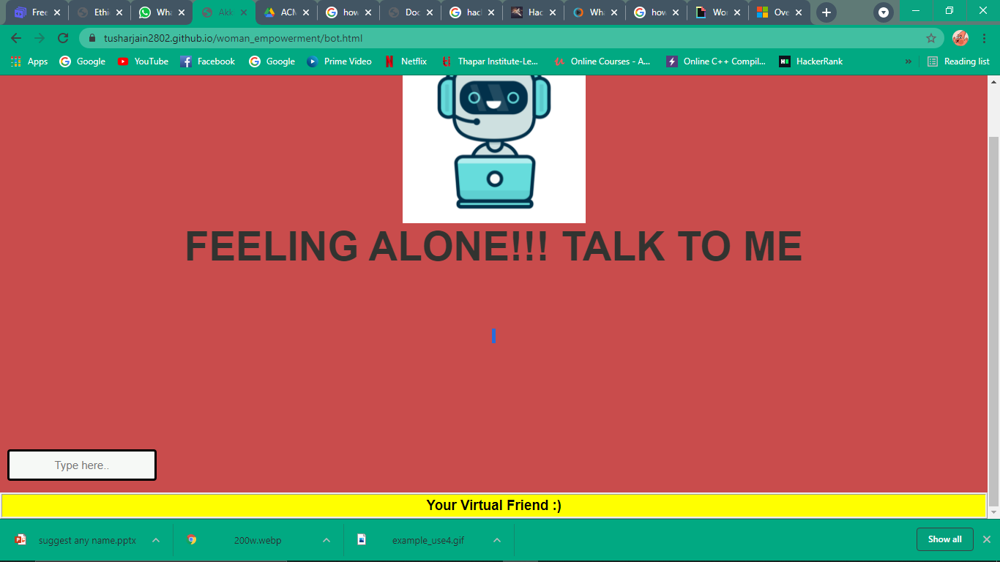 Free
Ethi
Wha
Akk
ACM
how
Doc
hac
Hac
Wha
how
Wor
Ove
tusharjain2802.github.io/woman_empowerment/bot.html
Apps
Google
YouTube
Facebook
Google
Prime Video
Netflix
Thapar Institute-Le...
Online Courses - A...
Online C++ Compil...
HackerRank
»
Reading list
FEELING ALONE!!! TALK TO ME
Type here..
Your Virtual Friend :)
suggest any name.pptx
200w.webp
example_use4.gif
Show all